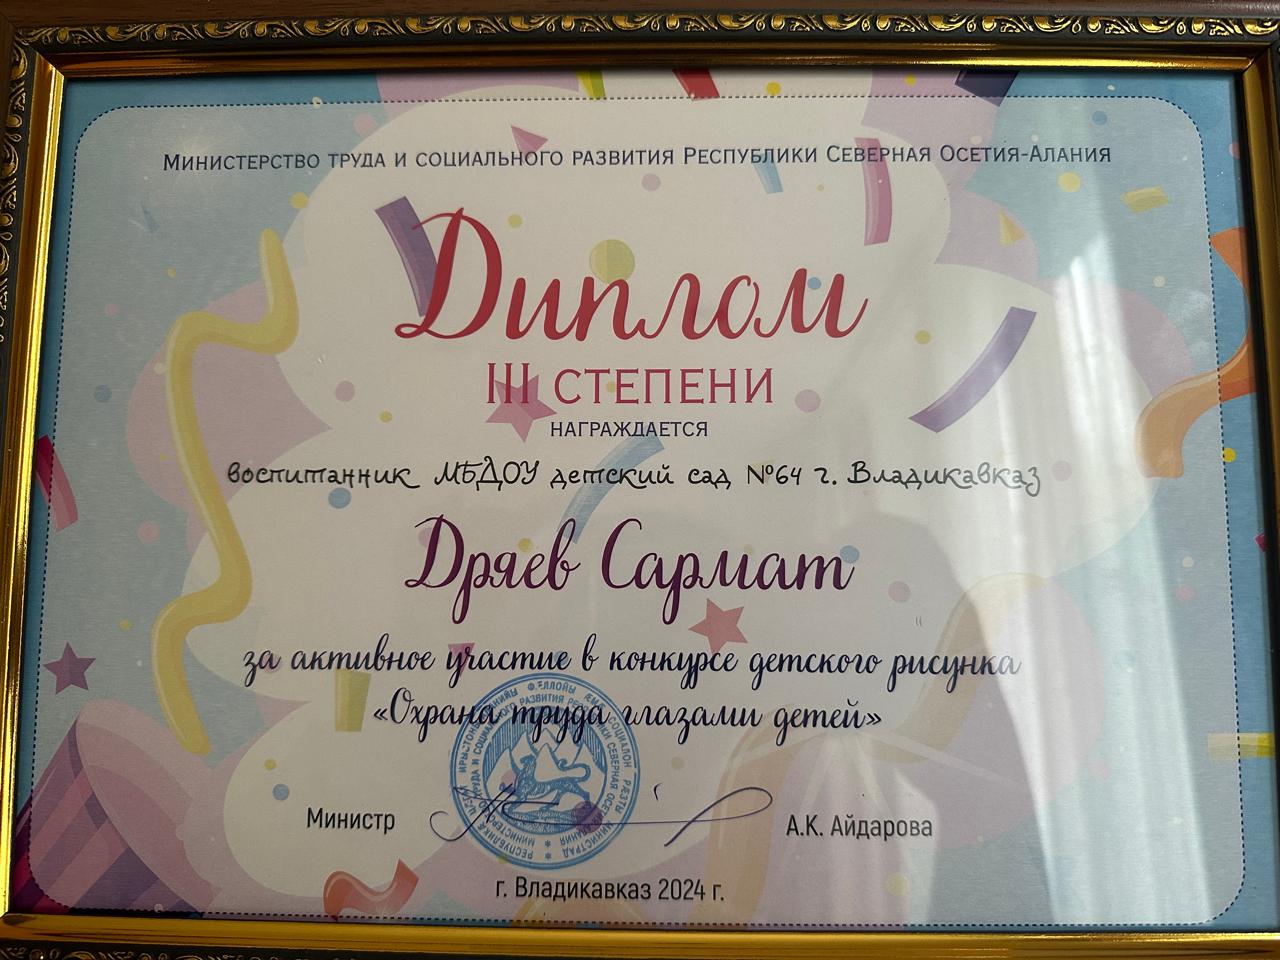 Министерство труда и социального развития Республики Северная Осетия-Алания
Диплом
III степени
награждается
воспитанник МБДОУ детский сад №64 г. Владикавказ
Дряев Сармат
за активное участие в конкурсе детского рисунка
«Охрана труда глазами детей»
Министр
А.К. Айдарова
г. Владикавказ 2024 г.